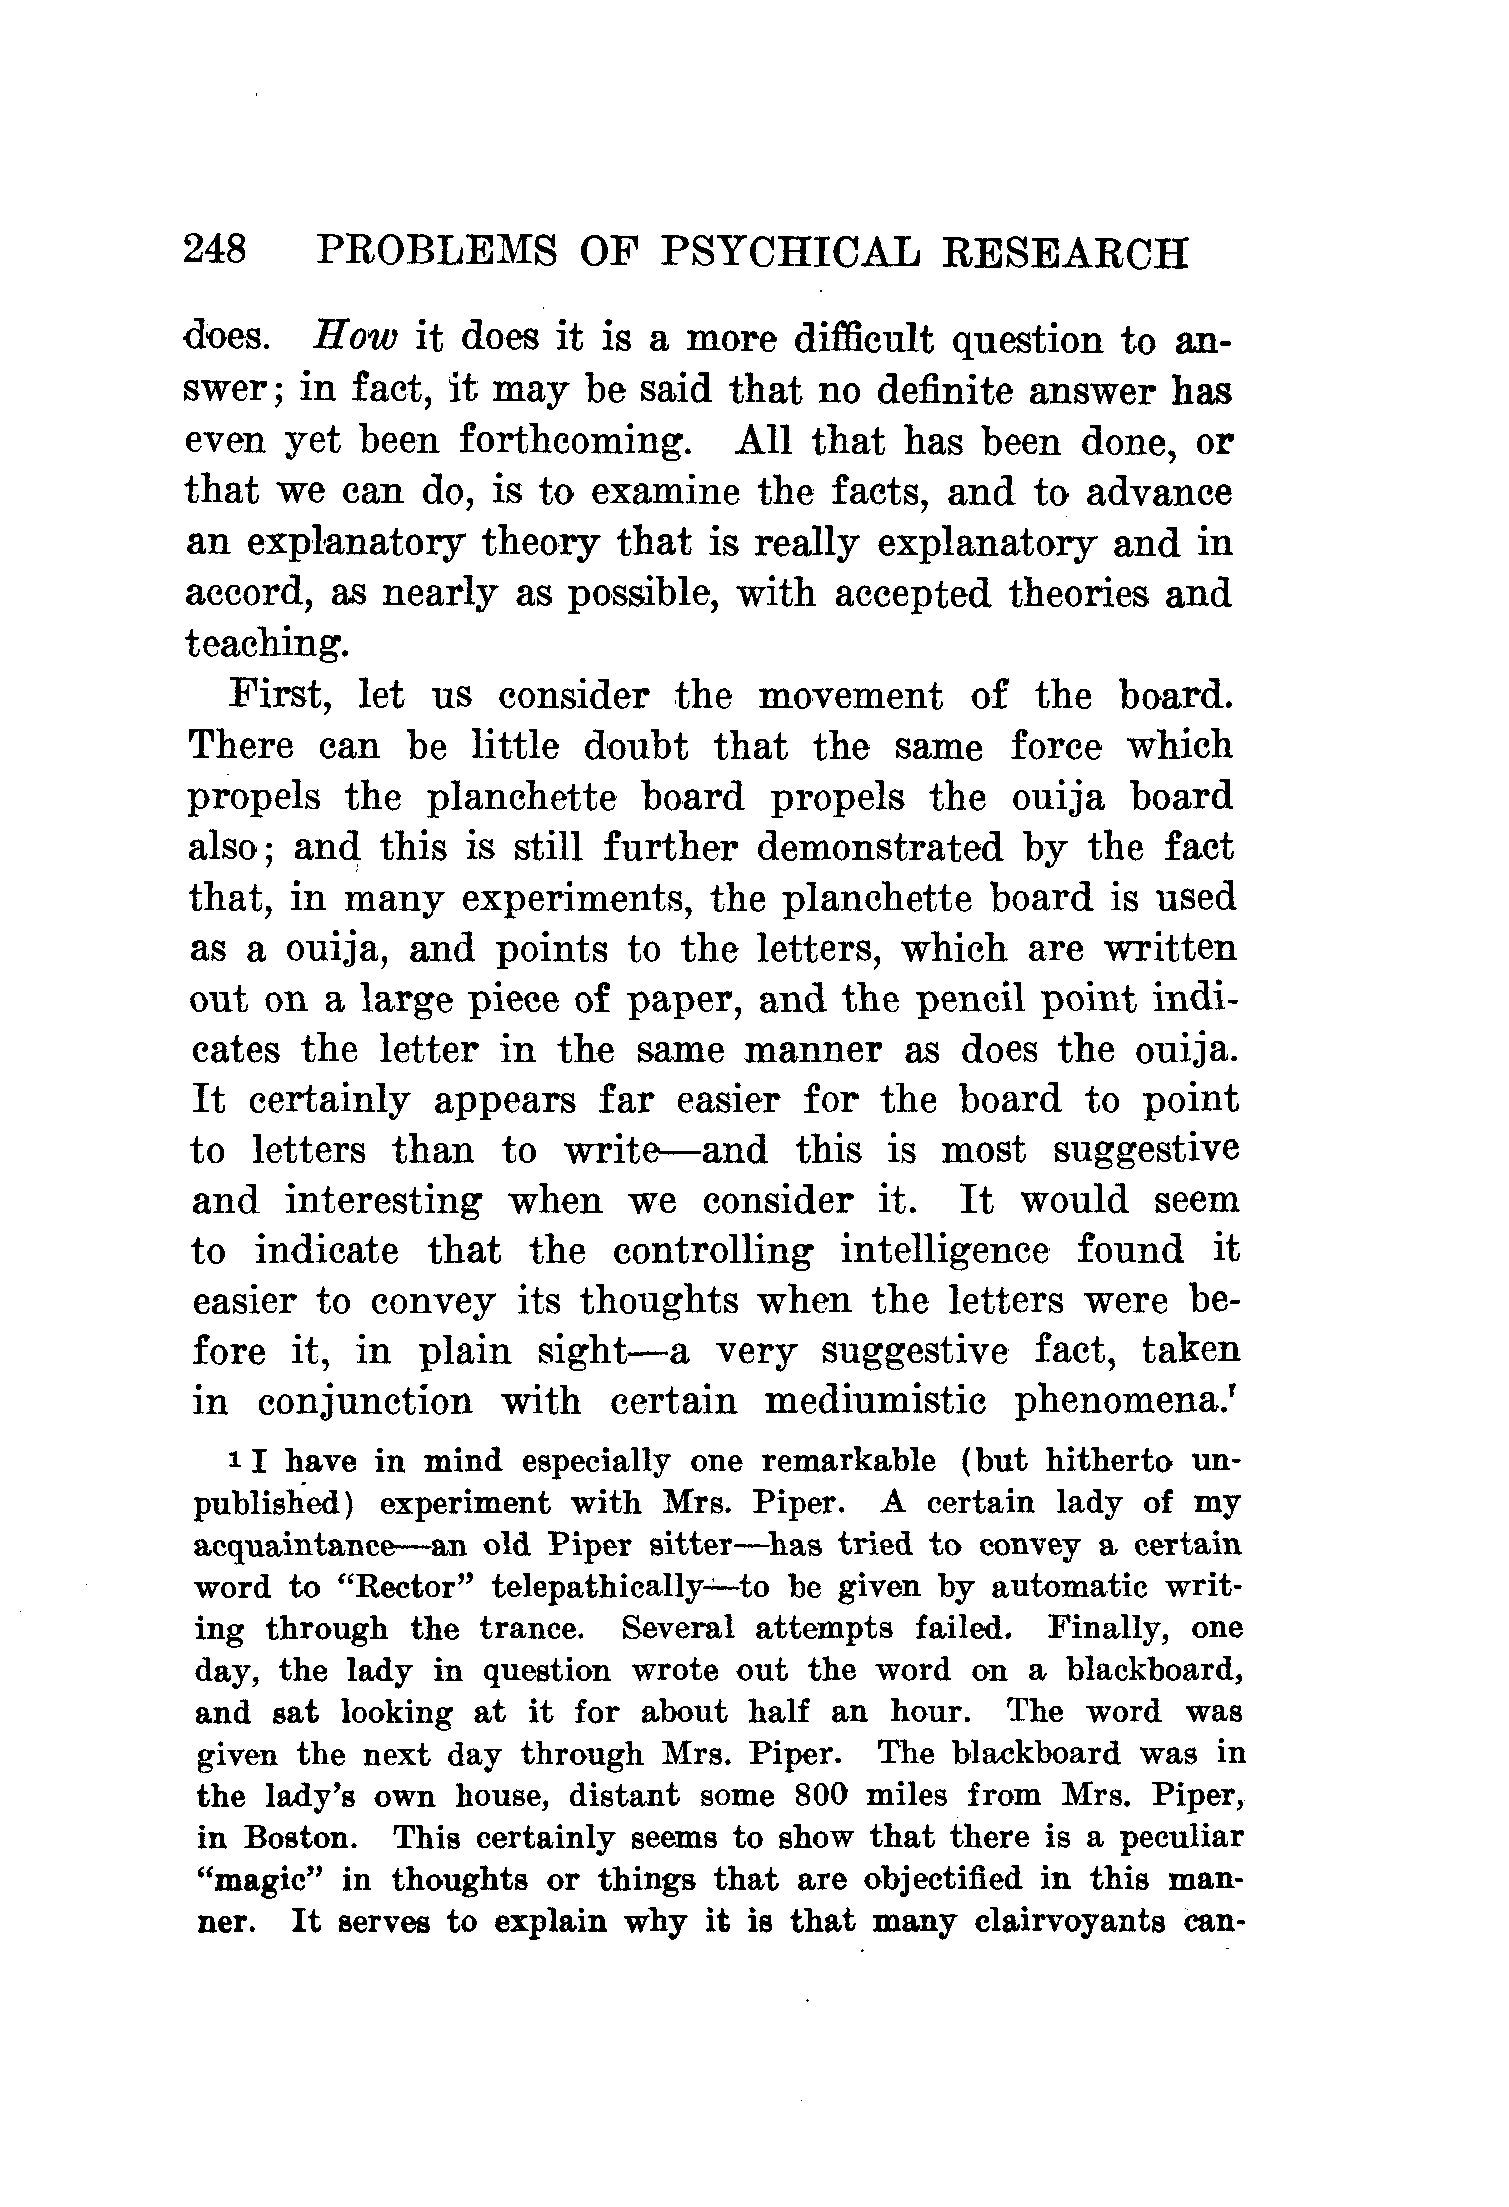 248 PROBLEMS OF PSYCHICAL RESEARCH
does. How it does it is a more difficult question to an-
swer; in fact, it may be said that no definite answer has
even yet been forthcoming. All that has been done, or
that we can do, is to examine the facts, and to advance
an explanatory theory that is really explanatory and in
accord, as nearly as possible, with accepted theories and
teaching.
First, let us consider the movement of the board.
There can be little doubt that the same force which
propels the planchette board propels the ouija board
also; and this is still further demonstrated by the fact
that, in many experiments, the planchette board is used
as a ouija, and points to the letters, which are written
out on a large piece of paper, and the pencil point indi-
cates the letter in the same manner as does the ouija.
It certainly appears far easier for the board to point
to letters than to write—and this is most suggestive
and interesting when we consider it. It would seem
to indicate that the controlling intelligence found it
easier to convey its thoughts when the letters were be-
fore it, in plain sight—a very suggestive fact, taken
in conjunction with certain mediumistic phenomena.¹
1 I have in mind especially one remarkable (but hitherto un-
published) experiment with Mrs. Piper. A certain lady of my
acquaintance—an old Piper sitter—has tried to convey a certain
word to “Rector” telepathically—to be given by automatic writ-
ing through the trance. Several attempts failed. Finally, one
day, the lady in question wrote out the word on a blackboard,
and sat looking at it for about half an hour. The word was
given the next day through Mrs. Piper. The blackboard was in
the lady's own house, distant some 800 miles from Mrs. Piper,
in Boston. This certainly seems to show that there is a peculiar
“magic” in thoughts or things that are objectified in this man-
ner. It serves to explain why it is that many clairvoyants can-